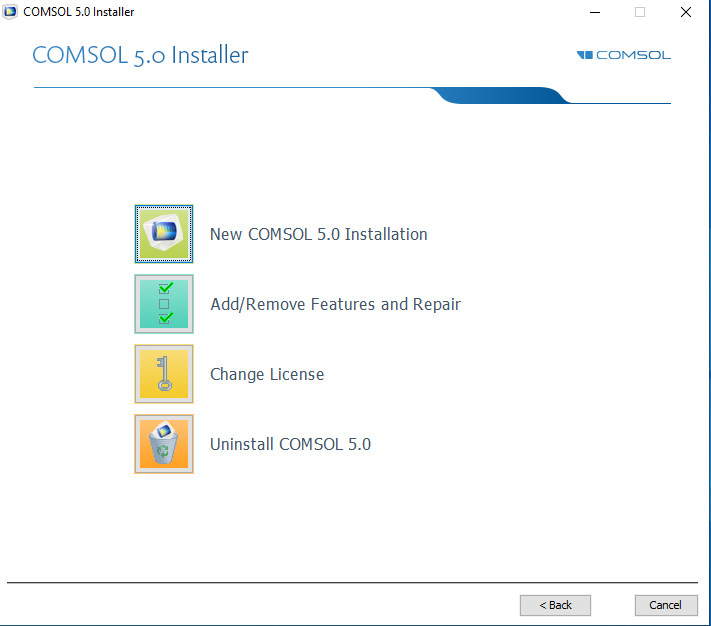 COMSOL 5.0 Installer
COMSOL 5.0 Installer
COMSOL
New COMSOL 5.0 Installation
Add/Remove Features and Repair
Change License
Uninstall COMSOL 5.0
< Back
Cancel